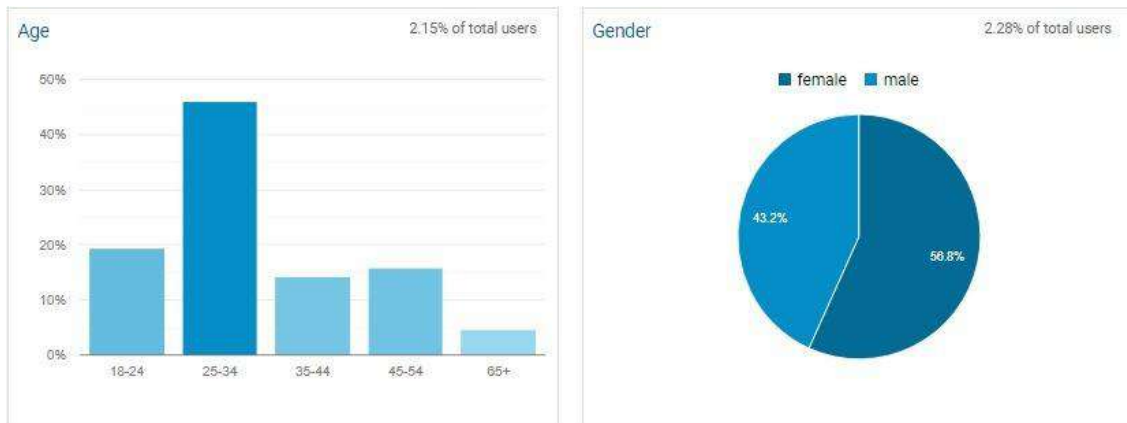 Age
2.15% of total users
50%
40%
30%
20%
10%
0%
18-24
25-34
35-44
45-54
65+
Gender
2.28% of total users
female
male
43.2%
56.8%